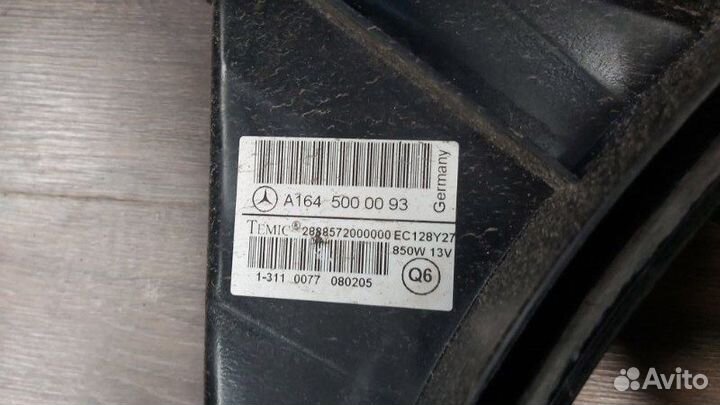 A164 500 00 93
Germany
TEMIC® 2888572000000 EC128Y27
850W 13V
1-311 0077 080205
Q6
Avito